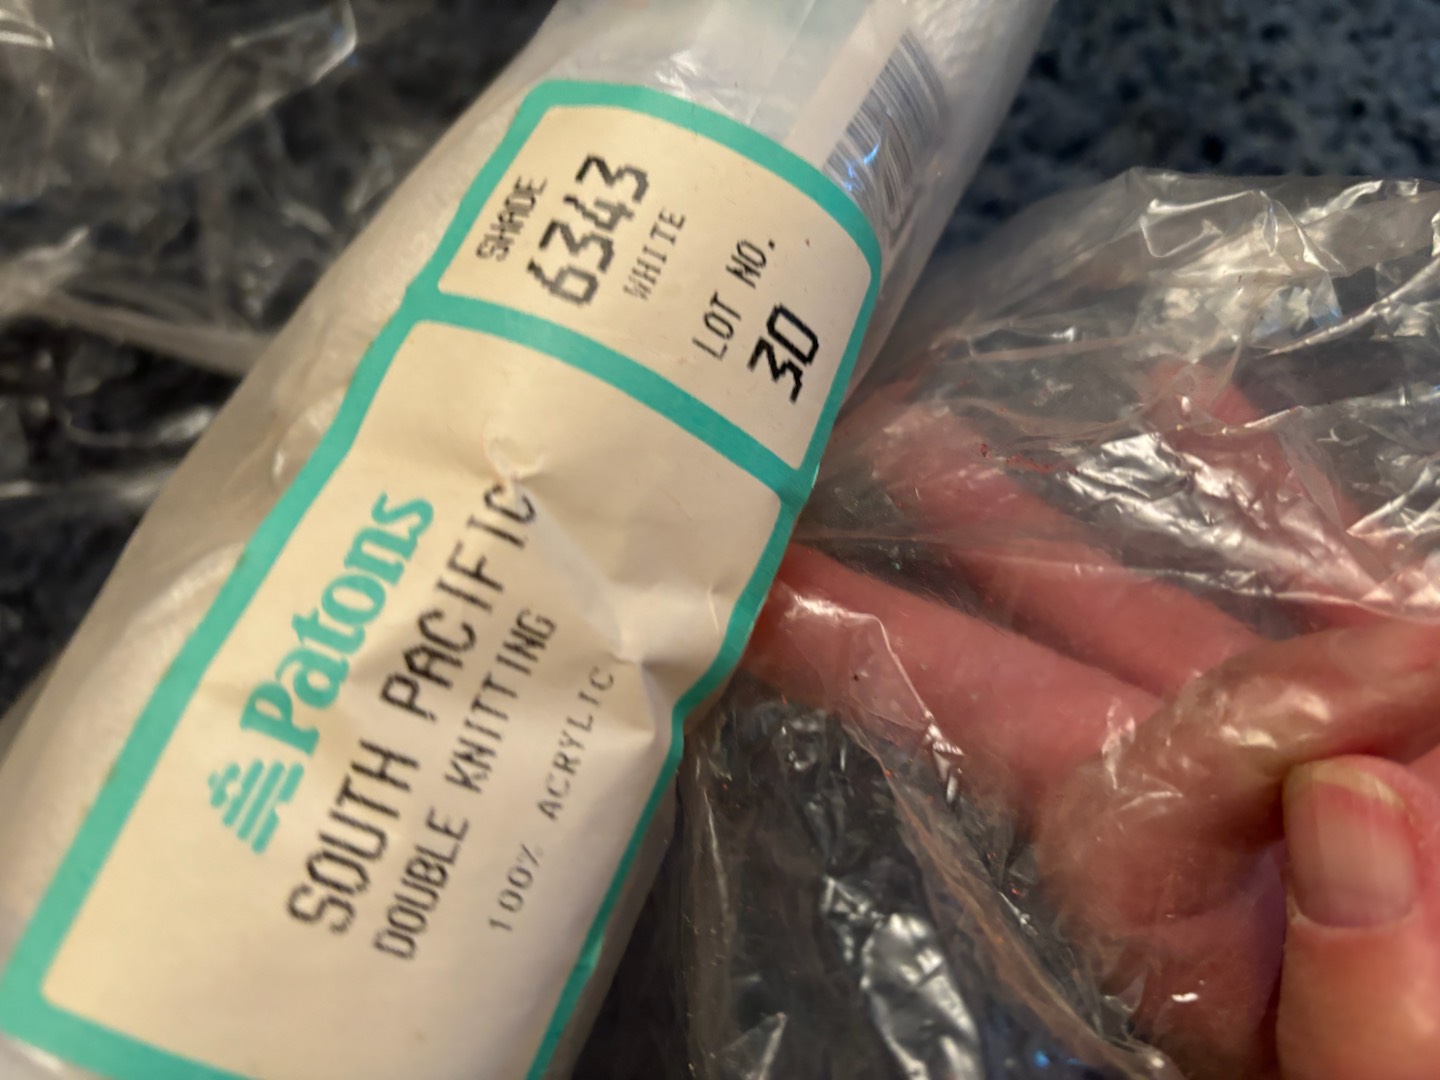 SHADE
6343
WHITE
LOT NO.
30
Patons
SOUTH PACIFIC
DOUBLE KNITTING
100% ACRYLIC